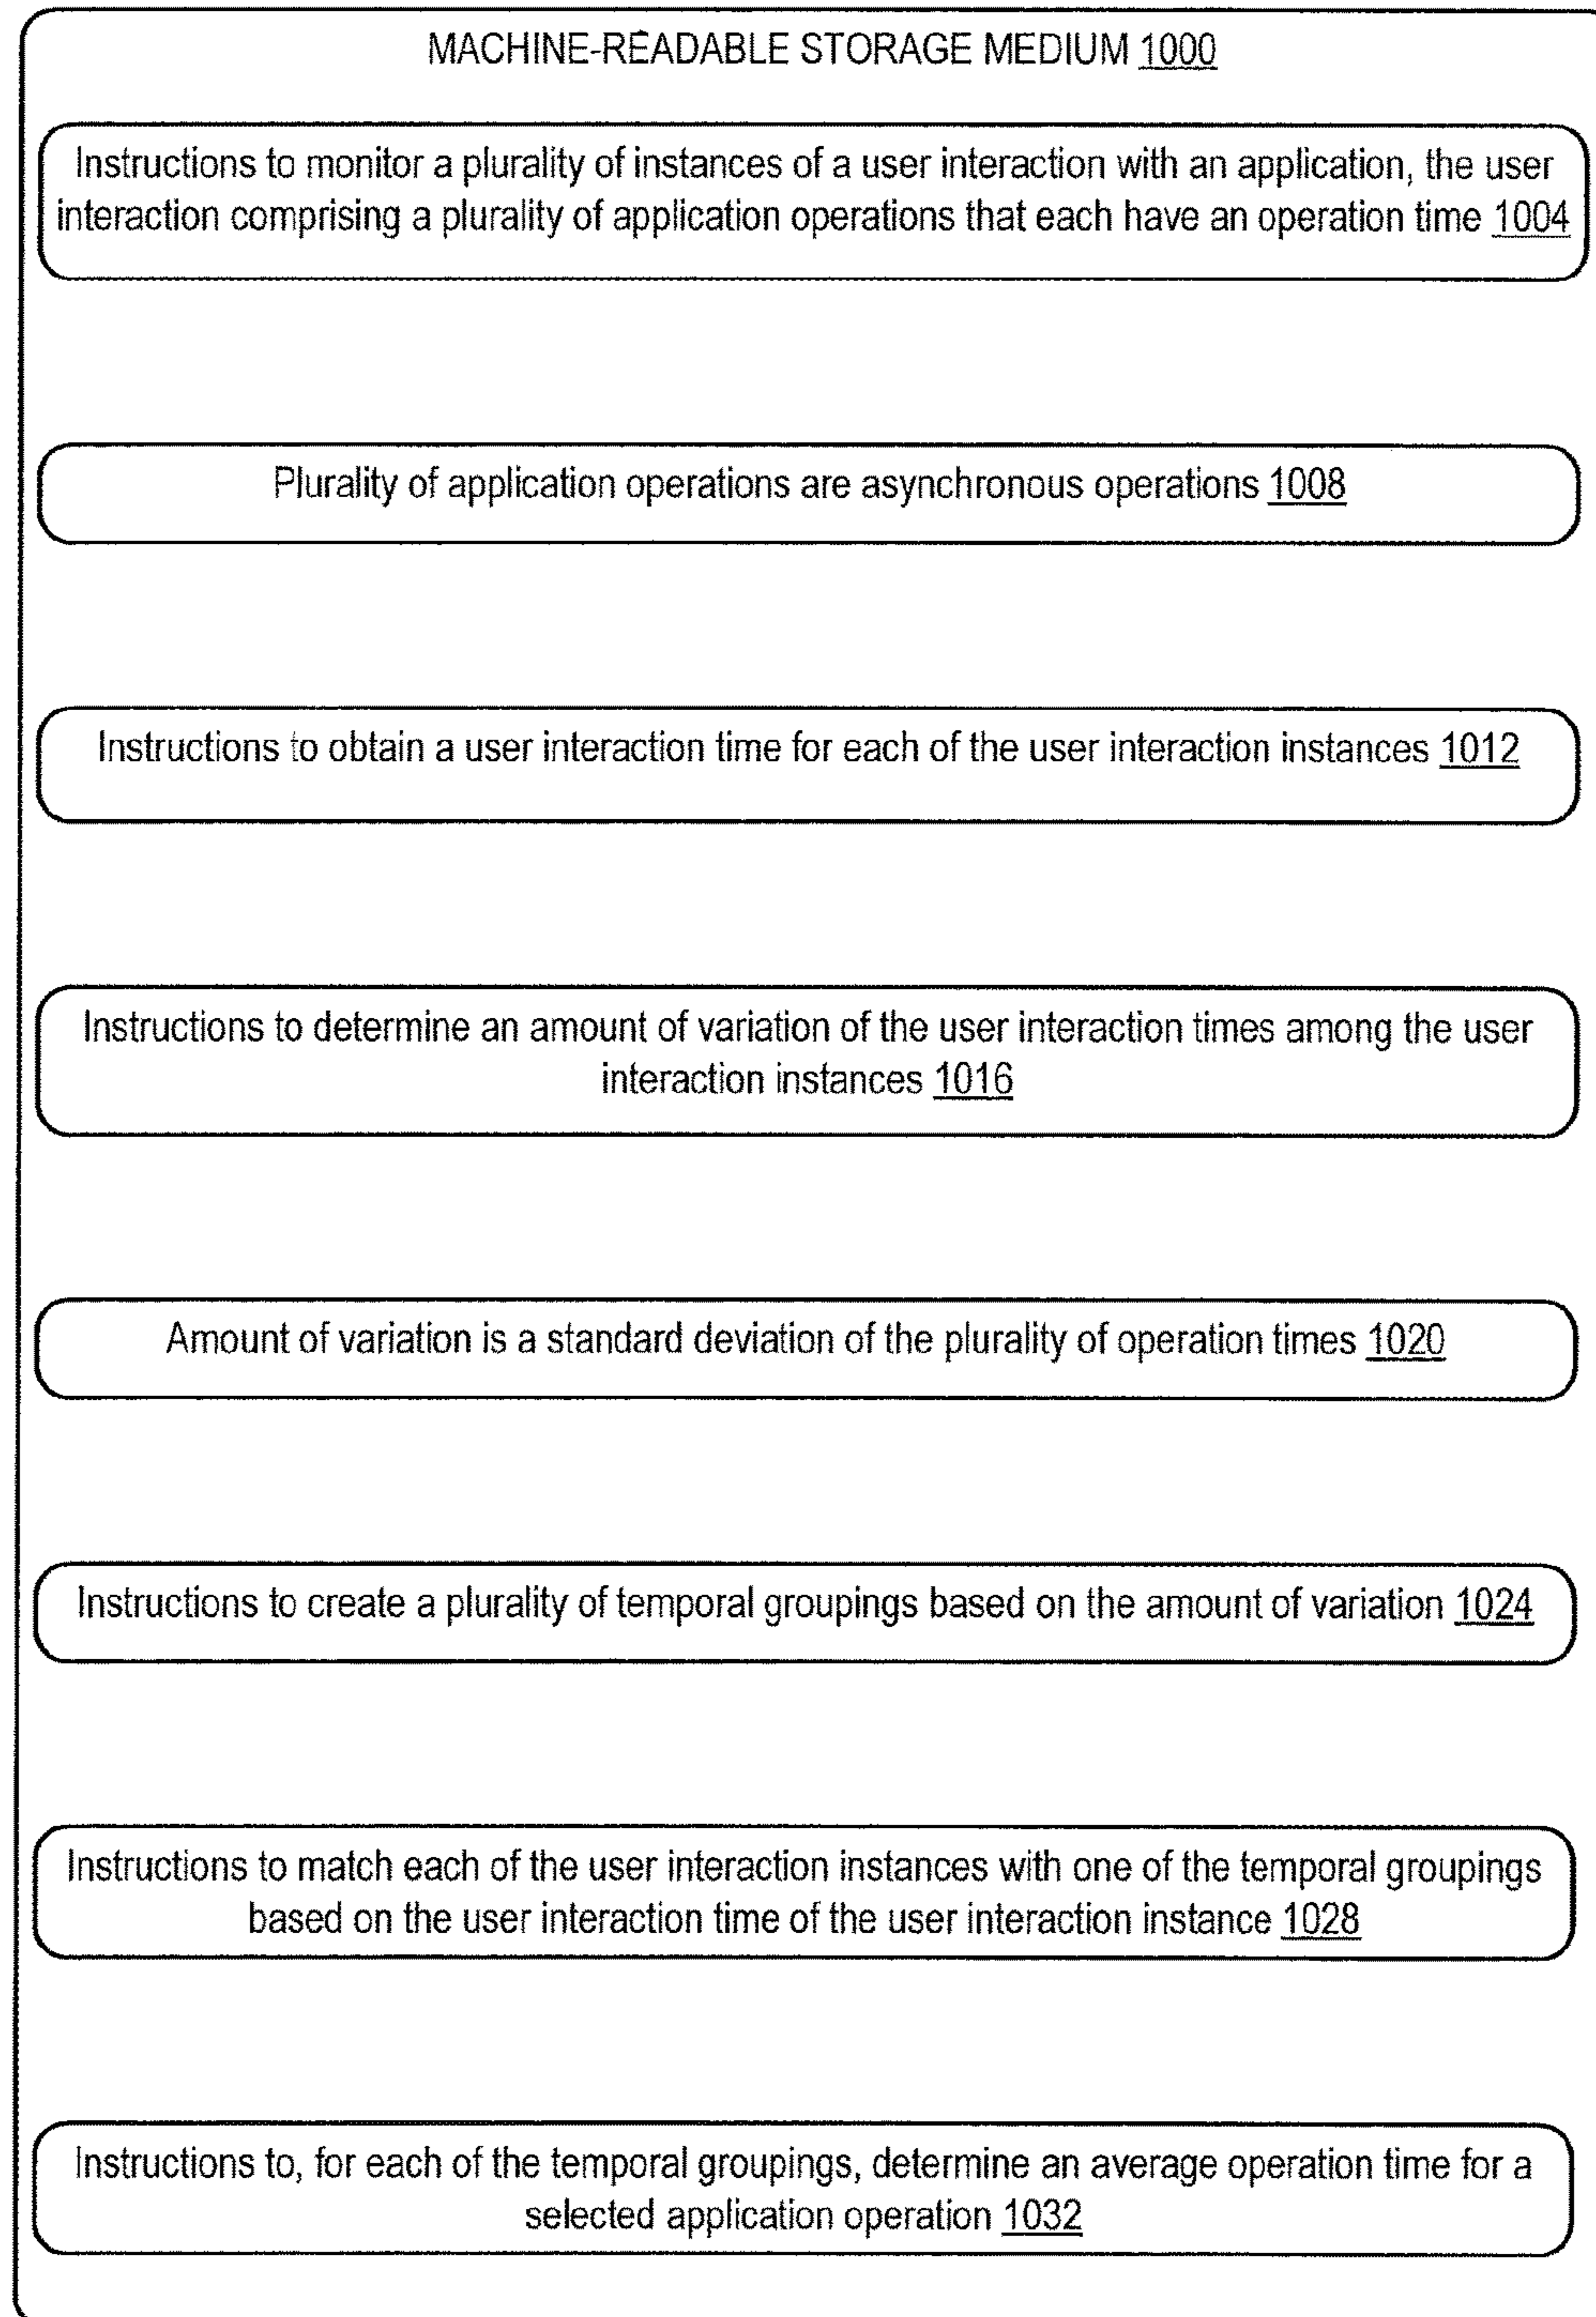 MACHINE-READABLE STORAGE MEDIUM 1000
Instructions to monitor a plurality of instances of a user interaction with an application, the user
interaction comprising a plurality of application operations that each have an operation time 1004
Plurality of application operations are asynchronous operations 1008
Instructions to obtain a user interaction time for each of the user interaction instances 1012
Instructions to determine an amount of variation of the user interaction times among the user
interaction instances 1016
Amount of variation is a standard deviation of the plurality of operation times 1020
Instructions to create a plurality of temporal groupings based on the amount of variation 1024
Instructions to match each of the user interaction instances with one of the temporal groupings
based on the user interaction time of the user interaction instance 1028
Instructions to, for each of the temporal groupings, determine an average operation time for a
selected application operation 1032